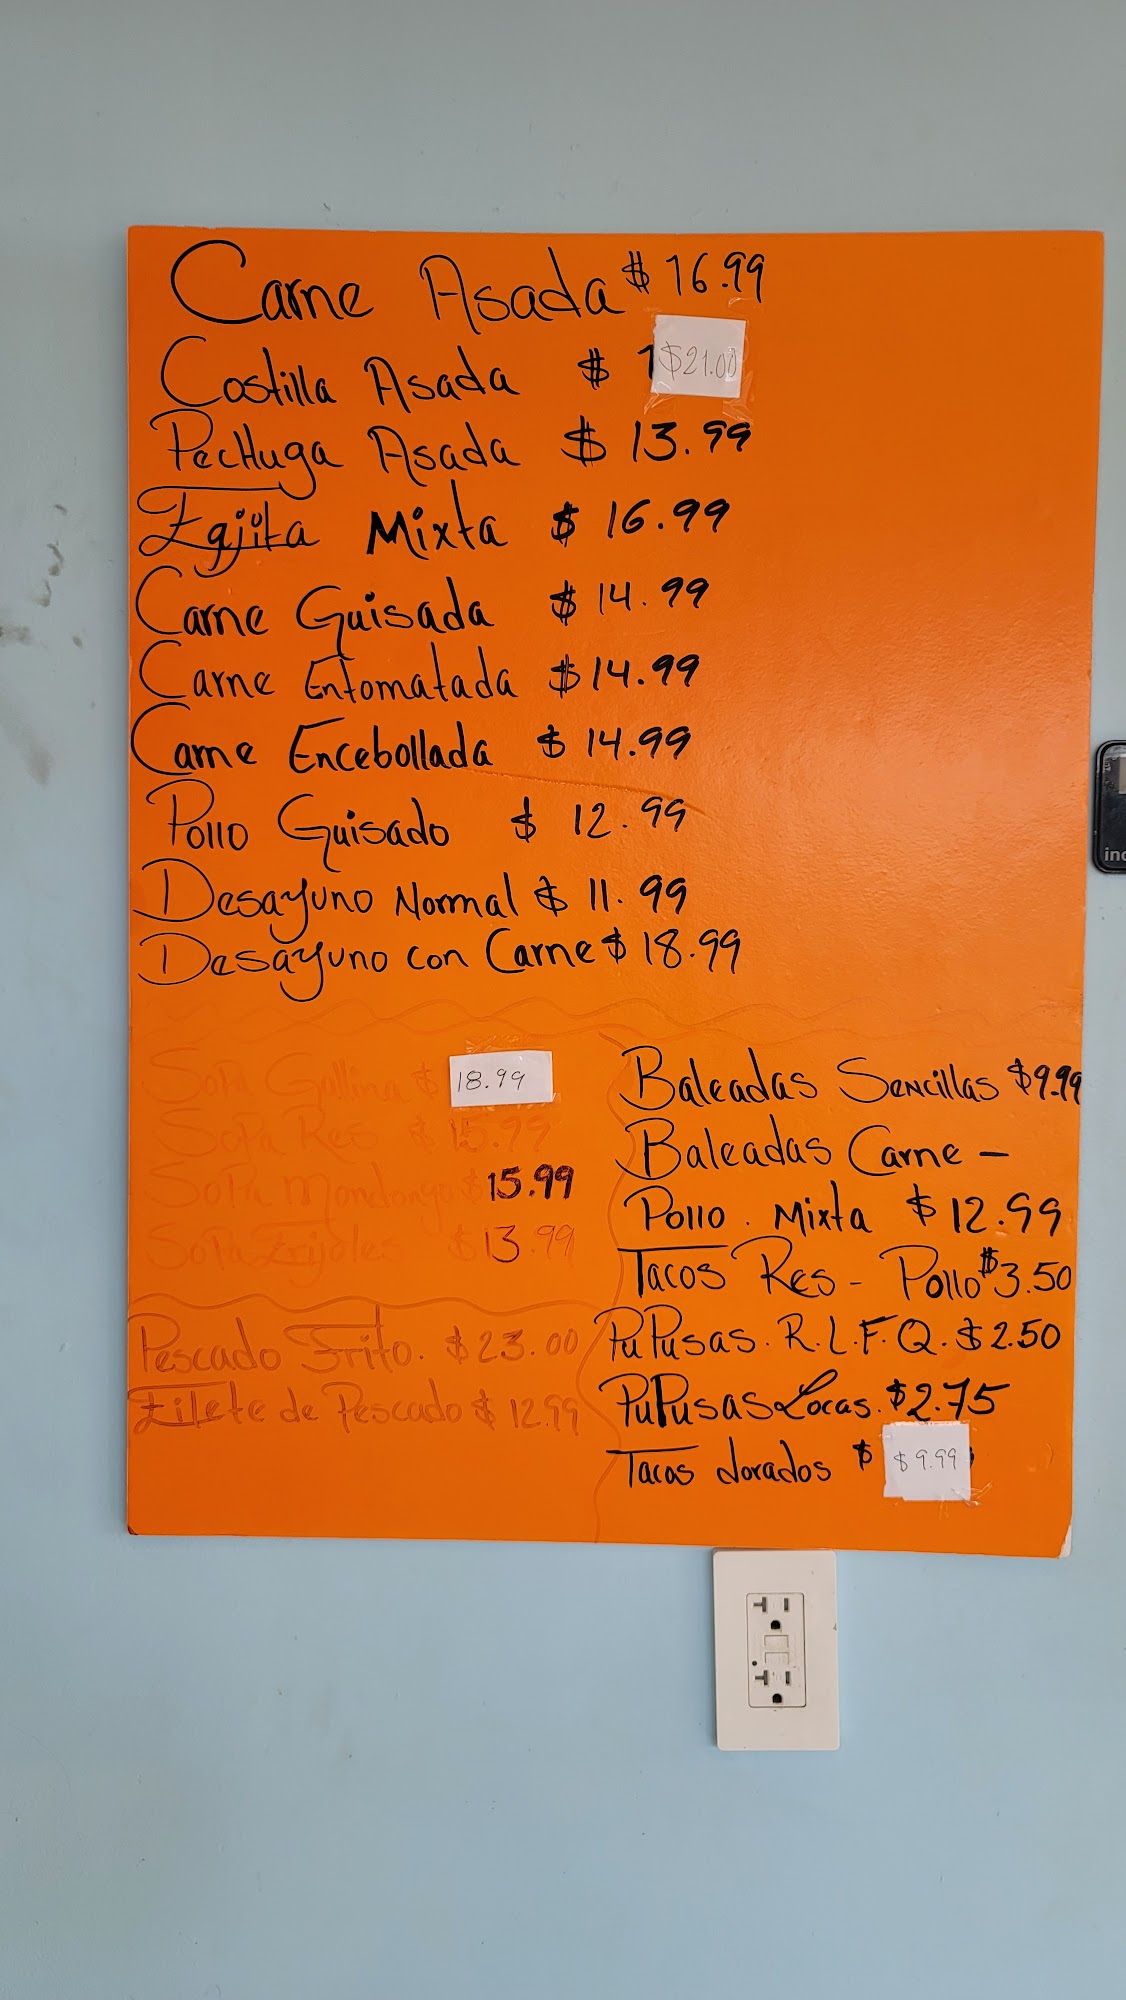 Carne Asada $ 16.99
Costilla Asada $ 1 $21.00
Pechuga Asada $ 13.99
Fajita Mixta $ 16.99
Carne Guisada $ 14.99
Carne Entomatada $ 14.99
Carne Encebollada $ 14.99
Pollo Guisado $ 12.99
Desayuno Normal $ 11.99
Desayuno con Carne $ 18.99
Sopa Gallina $ 18.99
Sopa Res $ 15.99
Sopa Mondongo $ 15.99
Sopa Frijoles $ 13.99
Pescado Frito. $ 23.00
Filete de Pescado $ 12.99
Baleadas Sencillas $9.99
Baleadas Carne -
Pollo. Mixta $ 12.99
Tacos Res - Pollo $3.50
PuPusas. R.L.F.Q. $ 2.50
PuPusas Locas. $2.75
Tacos dorados $ $9.99